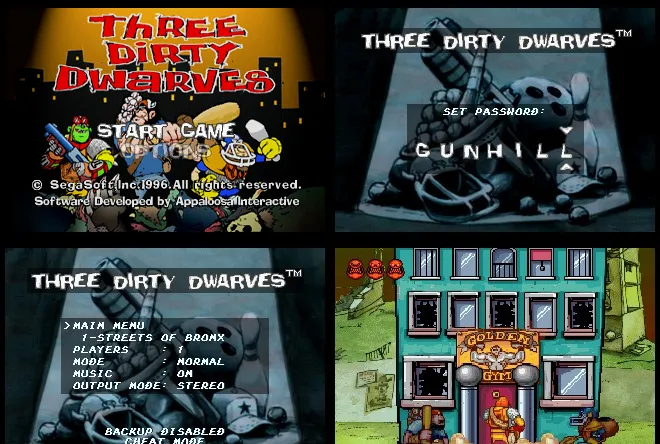 THREE
DIRTY
DWARVES
START GAME
OPTIONS
© SegaSoft,Inc.1996.All rights reserved.
Software Developed by Appaloosa Interactive
THREE DIRTY DWARVES™
SET PASSWORD:
GUNHILL
THREE DIRTY DWARVES™
>MAIN MENU
1-STREETS OF BRONX
PLAYERS : 1
MODE : NORMAL
MUSIC : ON
OUTPUT MODE: STEREO
BACKUP DISABLED
CHEAT MODE
GOLDEN
GYM